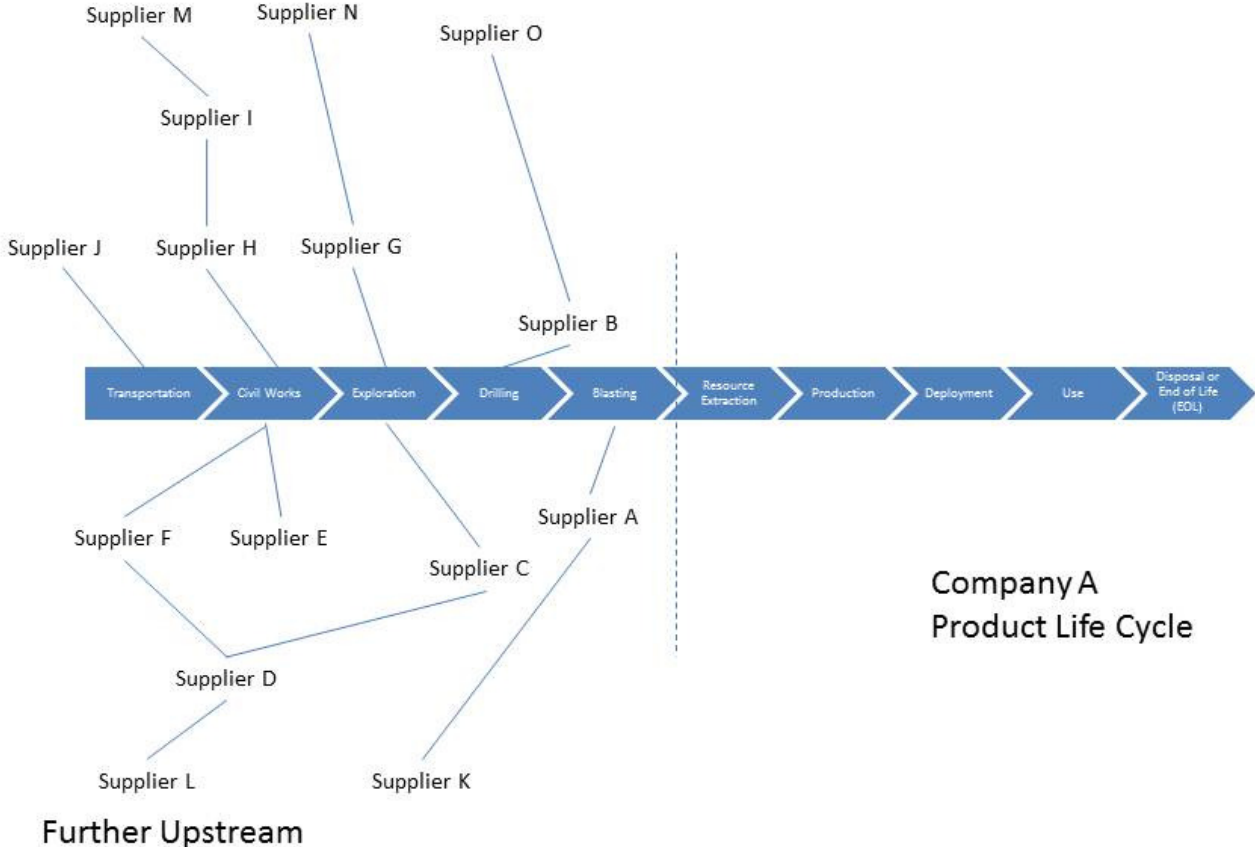 Supplier M
Supplier N
Supplier O
Supplier I
Supplier J
Supplier H
Supplier G
Supplier B
Transportation
Civil Works
Exploration
Drilling
Blasting
Resource
Extraction
Production
Deployment
Use
Disposal or
End of Life
(EOL)
Supplier A
Supplier F
Supplier E
Supplier C
Company A
Product Life Cycle
Supplier D
Supplier L
Supplier K
Further Upstream